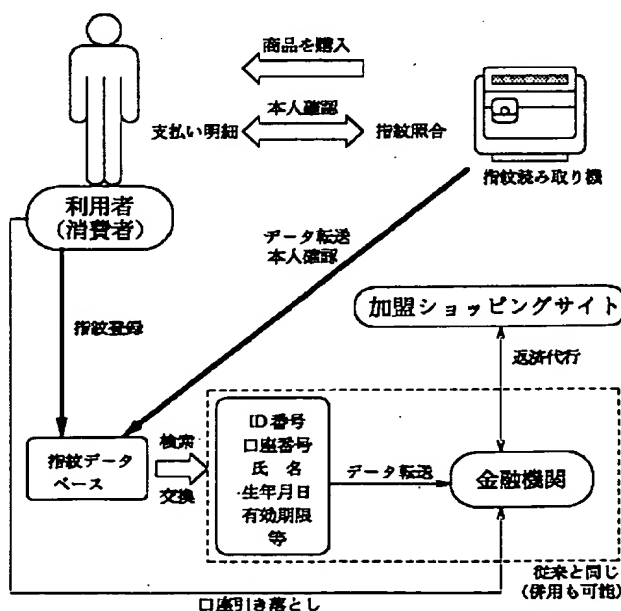 商品を購入
本人確認
支払い明細
指紋照合
指紋読み取り機
利用者
(消費者)
データ転送
本人確認
加盟ショッピングサイト
指紋登録
返済代行
ID番号
口座番号
氏 名
生年月日
有効期限
等
検索
交換
指紋データ
ベース
データ転送
金融機関
従来と同じ
(併用も可能)
口座引き落とし